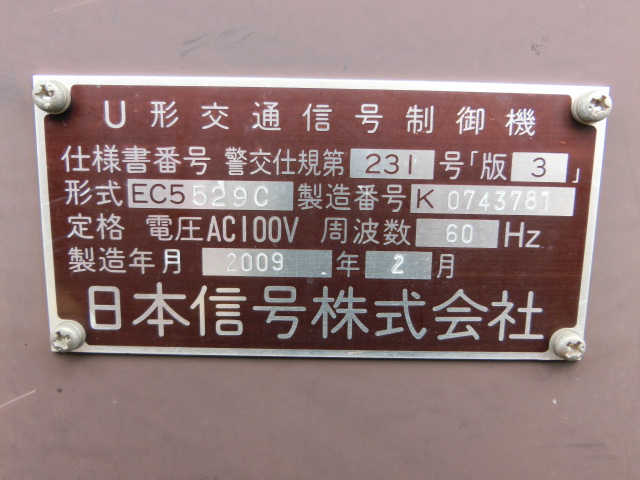 U形交通信号制御機
仕様書番号 警交仕規第 231 号「版 3 」
形式 EC5529C 製造番号 K 0743781
定格 電圧AC100V 周波数 60 Hz
製造年月 2009 年 2 月
日本信号株式会社